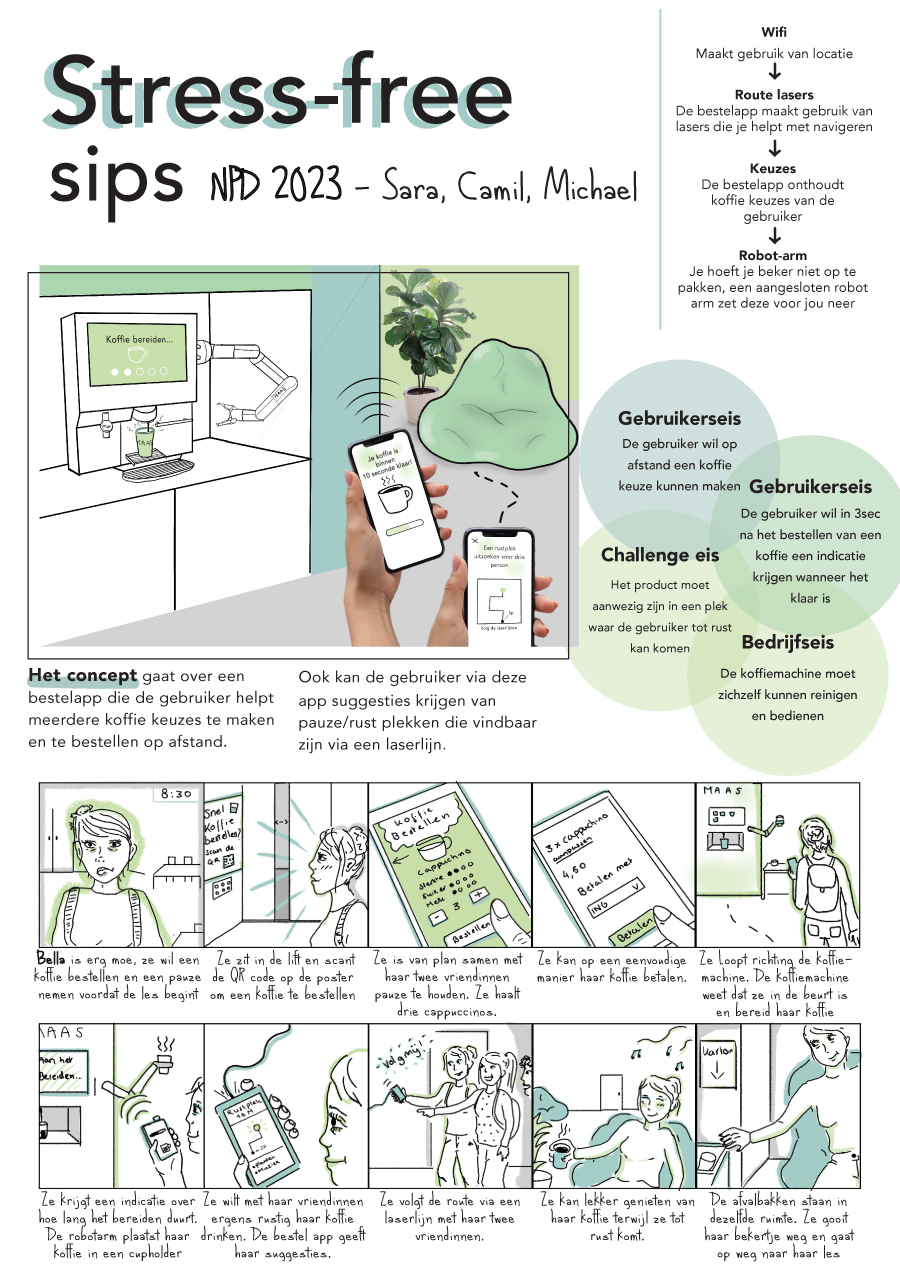 Stress-free
sips
NPD 2023 - Sara, Camil, Michael
Wifi
Maakt gebruik van locatie
Route lasers
De bestelapp maakt gebruik van
lasers die je helpt met navigeren
Keuzes
De bestelapp onthoudt
koffie keuzes van de
gebruiker
Robot-arm
Je hoeft je beker niet op te
pakken, een aangesloten robot
arm zet deze voor jou neer
Koffie bereiden...
MAAS
MAAS
Je koffie is
binnen
10 seconde klaar!
Een rustplek
uitzoeken voor drie
person
Volg de laserlijnen
Gebruikerseis
De gebruiker wil op
afstand een koffie
keuze kunnen maken
Gebruikerseis
De gebruiker wil in 3sec
na het bestellen van een
koffie een indicatie
krijgen wanneer het
klaar is
Challenge eis
Het product moet
aanwezig zijn in een plek
waar de gebruiker tot rust
kan komen
Bedrijfseis
De koffiemachine moet
zichzelf kunnen reinigen
en bedienen
Het concept gaat over een
bestelapp die de gebruiker helpt
meerdere koffie keuzes te maken
en te bestellen op afstand.
Ook kan de gebruiker via deze
app suggesties krijgen van
pauze/rust plekken die vindbaar
zijn via een laserlijn.
8:30
Snel
Koffie
bestellen?
Scan de
QR
Koffie
Bestellen
Cappuchino
Sterkte
Suiker
Melk
- 3 +
Bestellen
3 x cappuchino
aanpassen
4,50
Betalen met
ING
Betalen
MAAS
Bella is erg moe, ze wil een
koffie bestellen en een pauze
nemen voordat de les begint
Ze zit in de lift en scant
de QR code op de poster
om een koffie te bestellen
Ze is van plan samen met
haar twee vriendinnen
pauze te houden. Ze haalt
drie cappuccinos.
Ze kan op een eenvoudige
manier haar koffie betalen.
Ze loopt richting de koffie-
machine. De koffiemachine
weet dat ze in de beurt is
en bereid haar koffie
MAAS
aan het
Bereiden...
Rustplek
10 M
Volg mij!
Karton
Ze krijgt een indicatie over
hoe lang het bereiden duurt.
De robotarm plaatst haar
koffie in een cupholder
Ze wilt met haar vriendinnen
ergens rustig haar koffie
drinken. De bestel app geeft
haar suggesties.
Ze volgt de route via een
laserlijn met haar twee
vriendinnen.
Ze kan lekker genieten van
haar koffie terwijl ze tot
rust komt.
De afvalbakken staan in
dezelfde ruimte. Ze gooit
haar bekertje weg en gaat
op weg naar haar les